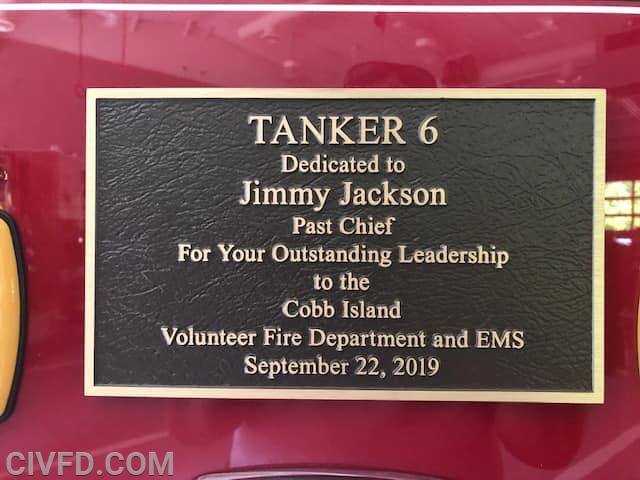 TANKER 6
Dedicated to
Jimmy Jackson
Past Chief
For Your Outstanding Leadership
to the
Cobb Island
Volunteer Fire Department and EMS
September 22, 2019
CIVFD.COM